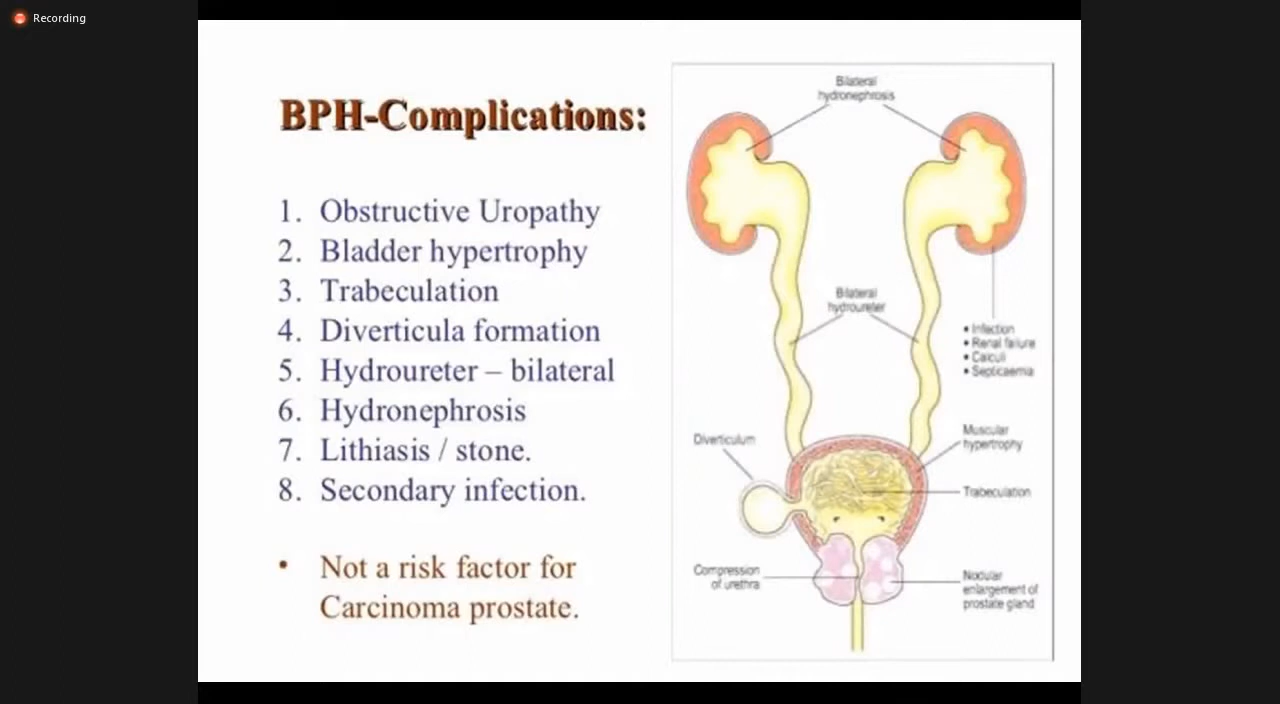 Recording
BPH-Complications:
1. Obstructive Uropathy
2. Bladder hypertrophy
3. Trabeculation
4. Diverticula formation
5. Hydroureter – bilateral
6. Hydronephrosis
7. Lithiasis / stone.
8. Secondary infection.
• Not a risk factor for
Carcinoma prostate.
Bilateral
hydronephrosis
Bilateral
hydroureter
• Infection
• Renal failure
• Calculi
• Septicaemia
Diverticulum
Muscular
hypertrophy
Trabeculation
Compression
of urethra
Nodular
enlargement of
prostate gland